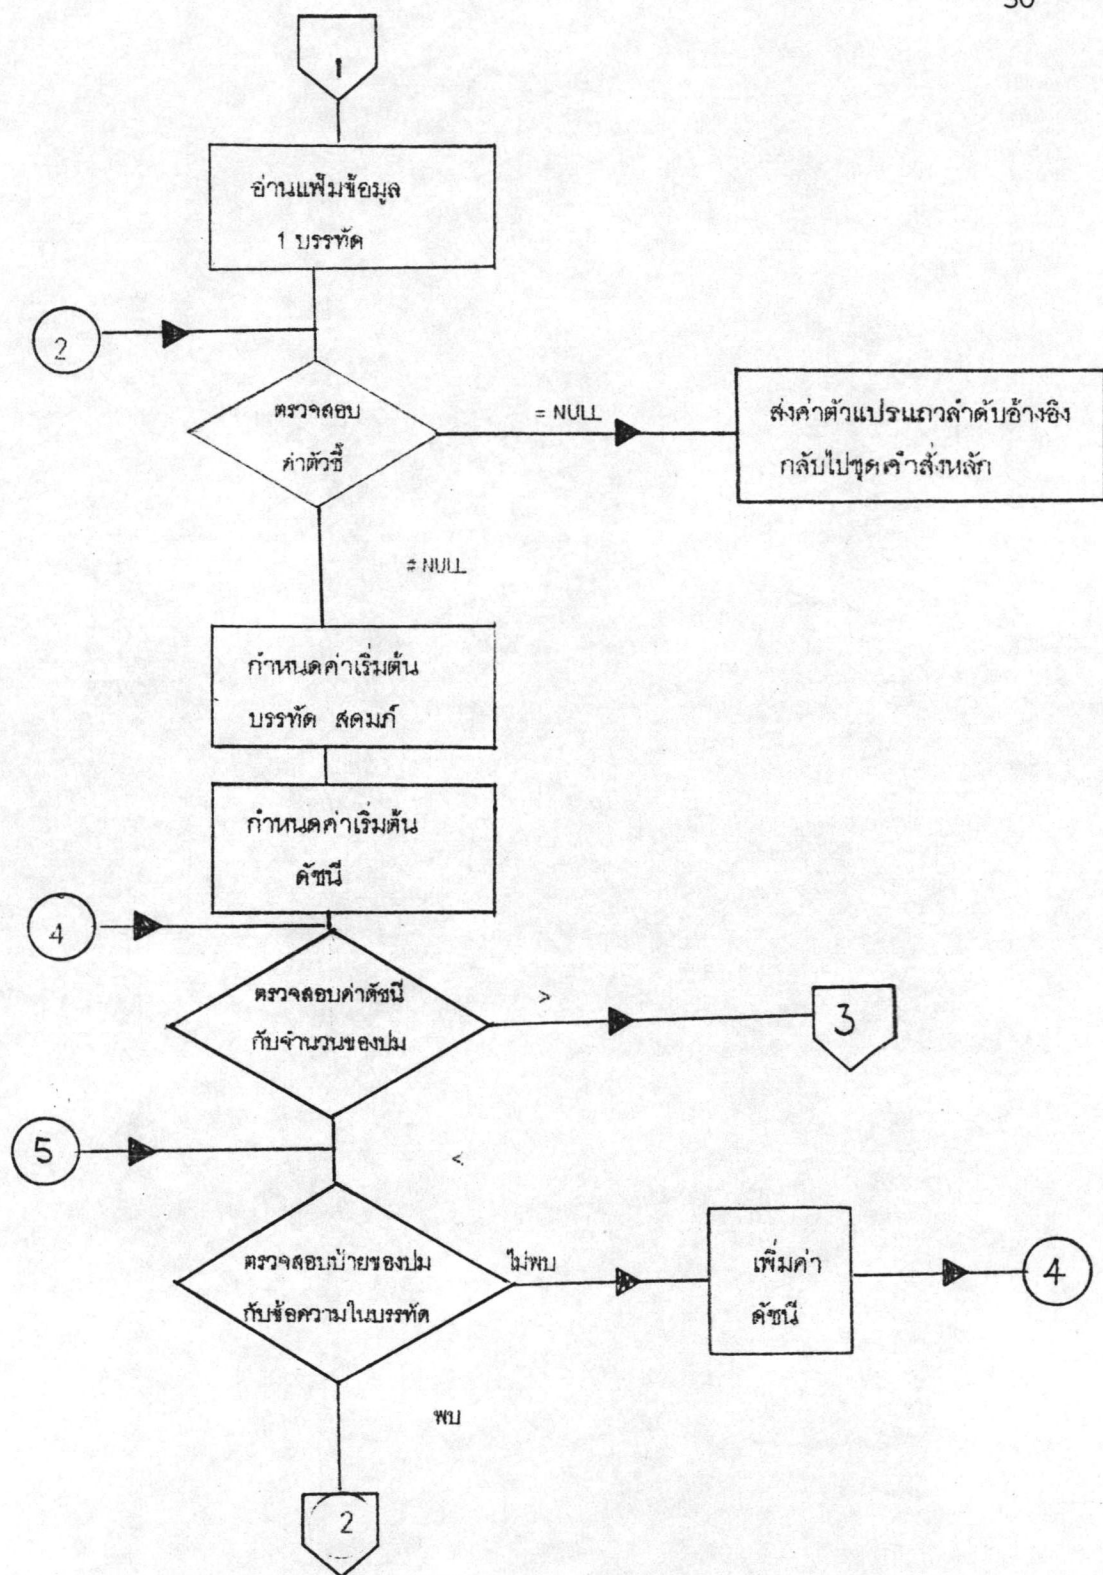 1
อ่านแฟ้มข้อมูล
1 บรรทัด
2
ตรวจสอบ
ค่าตัวชี้
= NULL
ส่งค่าตัวแปรแถวลำดับอ้างอิง
กลับไปชุดคำสั่งหลัก
≠ NULL
กำหนดค่าเริ่มต้น
บรรทัด สดมภ์
กำหนดค่าเริ่มต้น
ดัชนี
4
ตรวจสอบค่าดัชนี
กับจำนวนของปม
>
3
5
<
ตรวจสอบป้ายของปม
กับข้อความในบรรทัด
ไม่พบ
เพิ่มค่า
ดัชนี
4
พบ
2